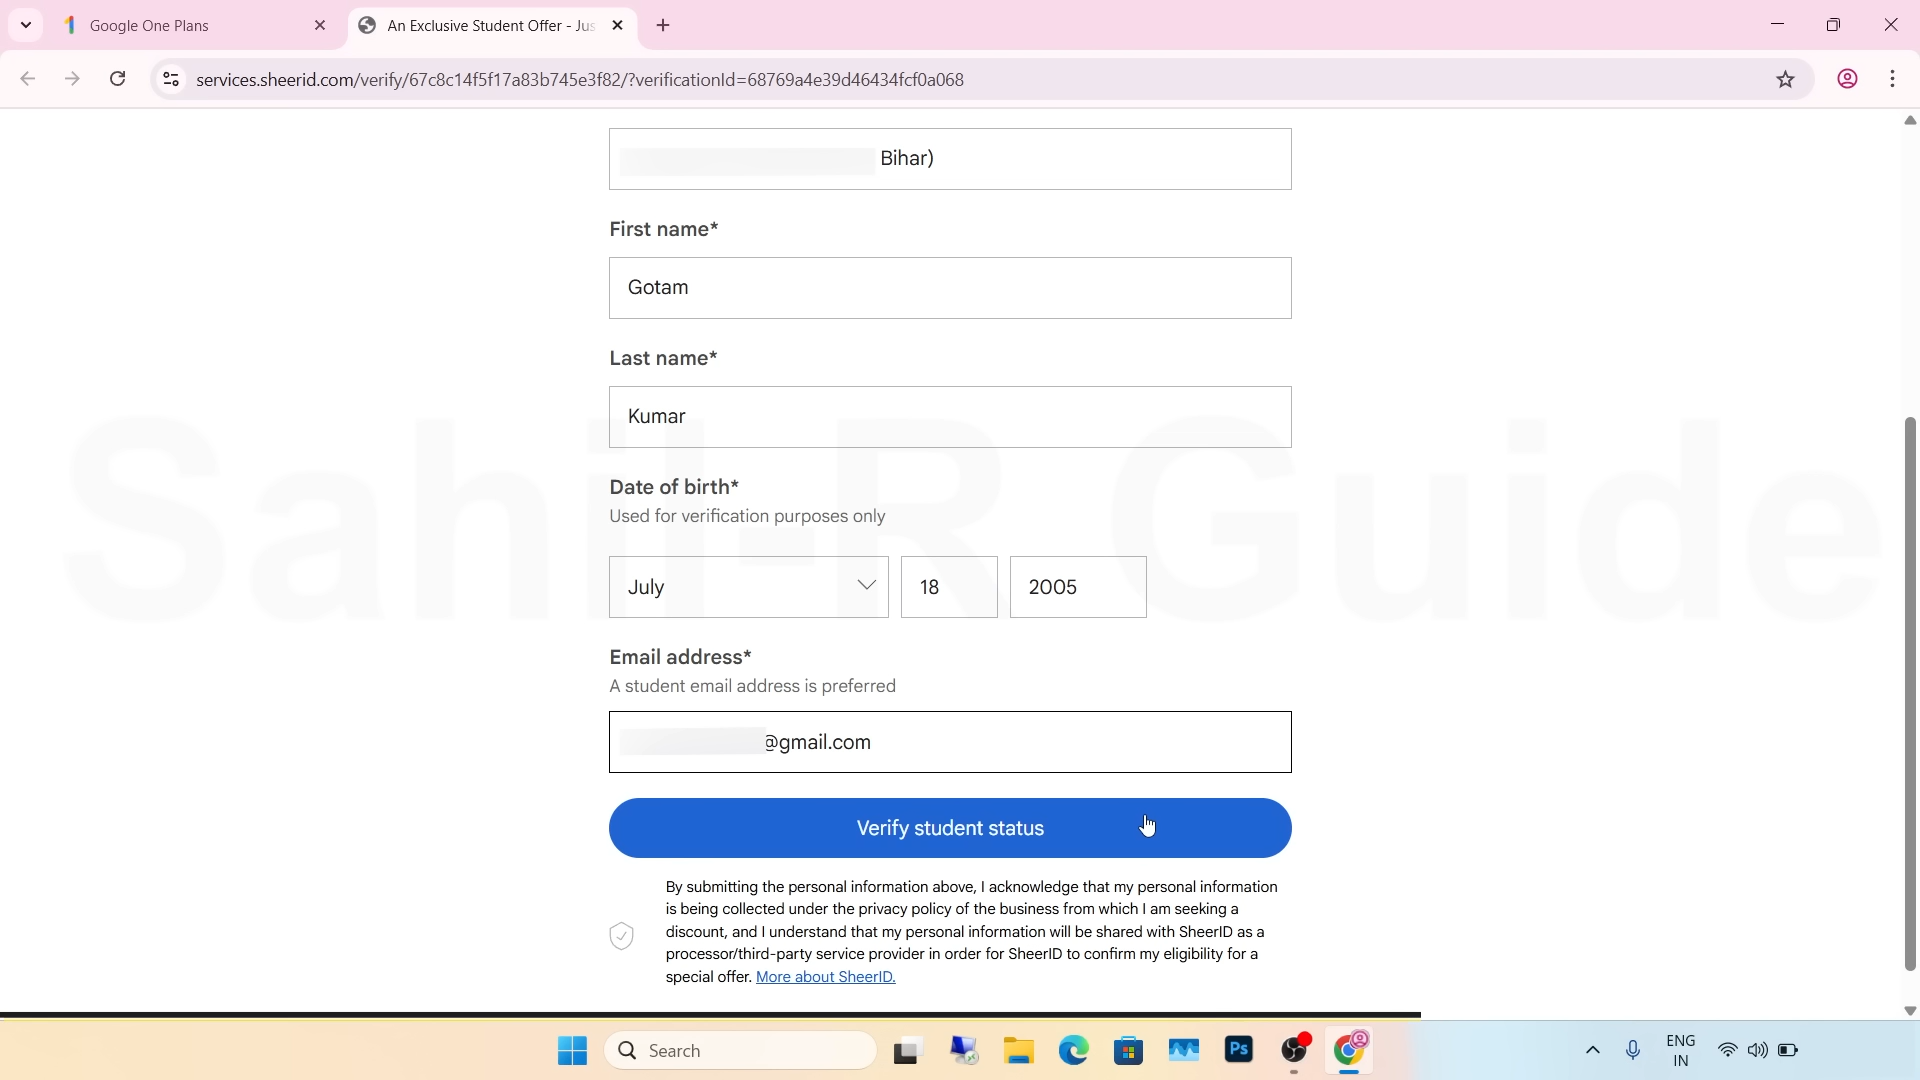 Google One Plans
An Exclusive Student Offer - Jus
services.sheerid.com/verify/67c8c14f5f17a83b745e3f82/?verificationId=68769a4e39d46434fcf0a068
Bihar)
First name*
Gotam
Last name*
Kumar
Sahil-R Guide
Date of birth*
Used for verification purposes only
July 18 2005
Email address*
A student email address is preferred
@gmail.com
Verify student status
By submitting the personal information above, I acknowledge that my personal information
is being collected under the privacy policy of the business from which I am seeking a
discount, and I understand that my personal information will be shared with SheerID as a
processor/third-party service provider in order for SheerID to confirm my eligibility for a
special offer. More about SheerID.
Search
Ps
ENG
IN